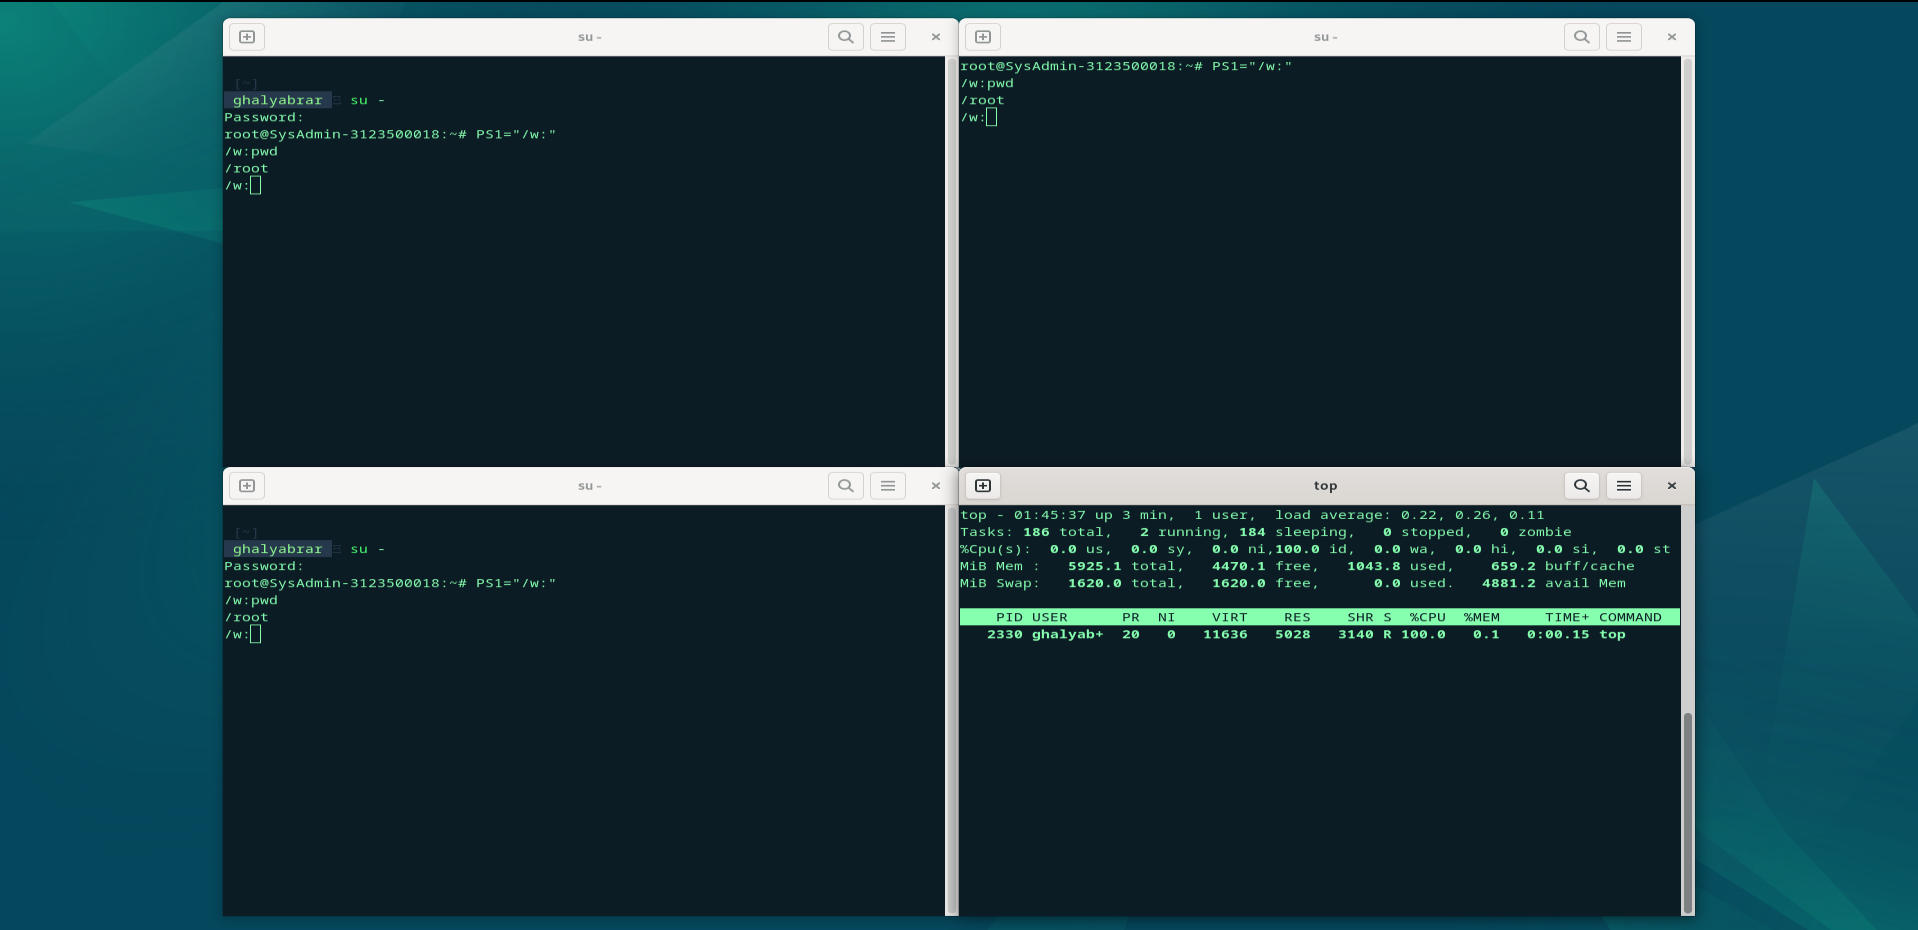 su -
[~]
ghalyabrar su -
Password:
root@SysAdmin-3123500018:~# PS1="/w:"
/w:pwd
/root
/w:
su -
root@SysAdmin-3123500018:~# PS1="/w:"
/w:pwd
/root
/w:
su -
[~]
ghalyabrar su -
Password:
root@SysAdmin-3123500018:~# PS1="/w:"
/w:pwd
/root
/w:
top
top - 01:45:37 up 3 min,  1 user,  load average: 0.22, 0.26, 0.11
Tasks: 186 total,   2 running, 184 sleeping,   0 stopped,   0 zombie
%Cpu(s):  0.0 us,  0.0 sy,  0.0 ni,100.0 id,  0.0 wa,  0.0 hi,  0.0 si,  0.0 st
MiB Mem :   5925.1 total,   4470.1 free,   1043.8 used,    659.2 buff/cache
MiB Swap:   1620.0 total,   1620.0 free,      0.0 used.   4881.2 avail Mem
PID USER      PR  NI    VIRT    RES    SHR S  %CPU  %MEM     TIME+ COMMAND
2330 ghalyab+  20   0   11636   5028   3140 R 100.0   0.1   0:00.15 top